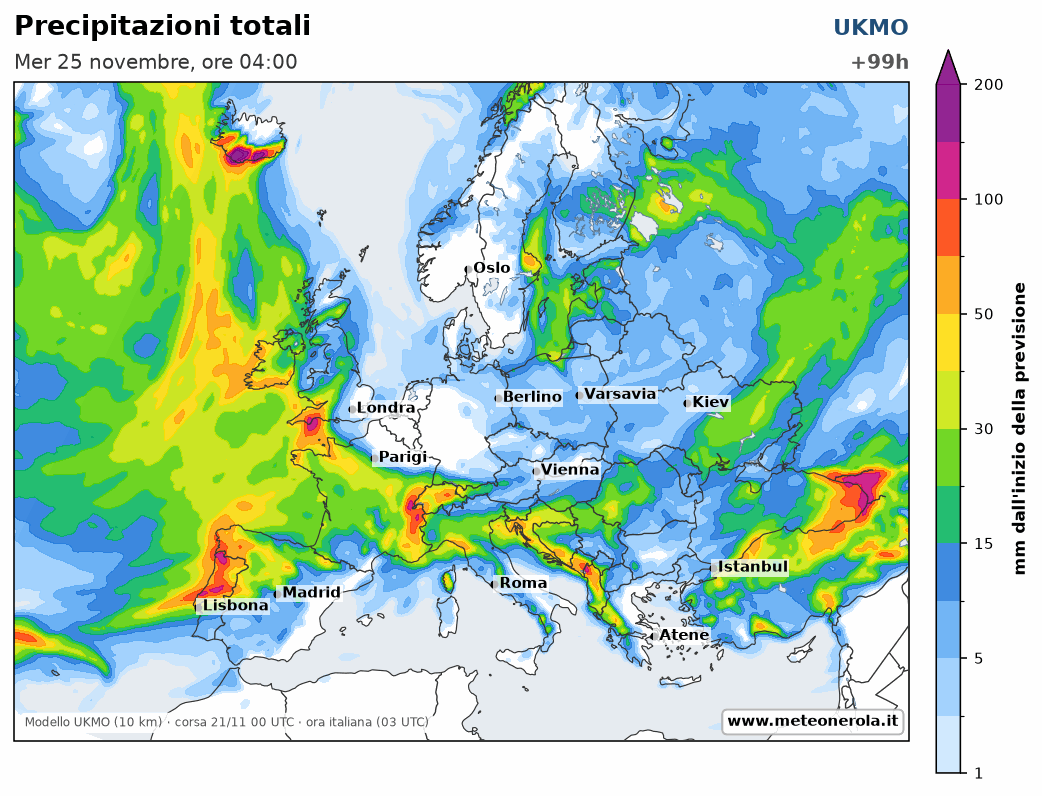 Precipitazioni totali
UKMO
Mer 25 novembre, ore 04:00
+99h
200
100
50
30
15
5
1
mm dall'inizio della previsione
Oslo
Londra
Berlino
Varsavia
Kiev
Parigi
Vienna
Istanbul
Roma
Madrid
Lisbona
Atene
Modello UKMO (10 km) · corsa 21/11 00 UTC · ora italiana (03 UTC)
www.meteonerola.it